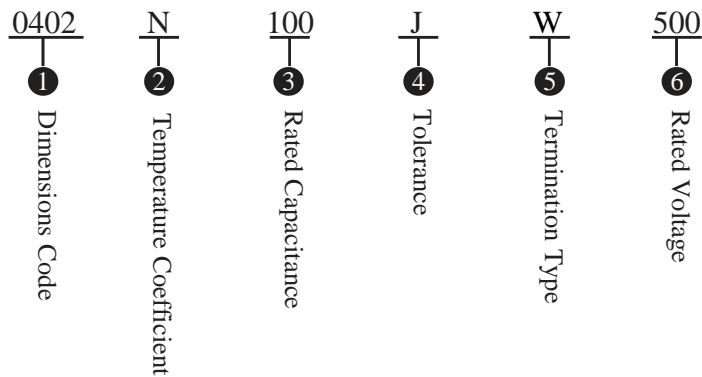 0402 N 100 J W 500
1 2 3 4 5 6
Dimensions Code
Temperature Coefficient
Rated Capacitance
Tolerance
Termination Type
Rated Voltage